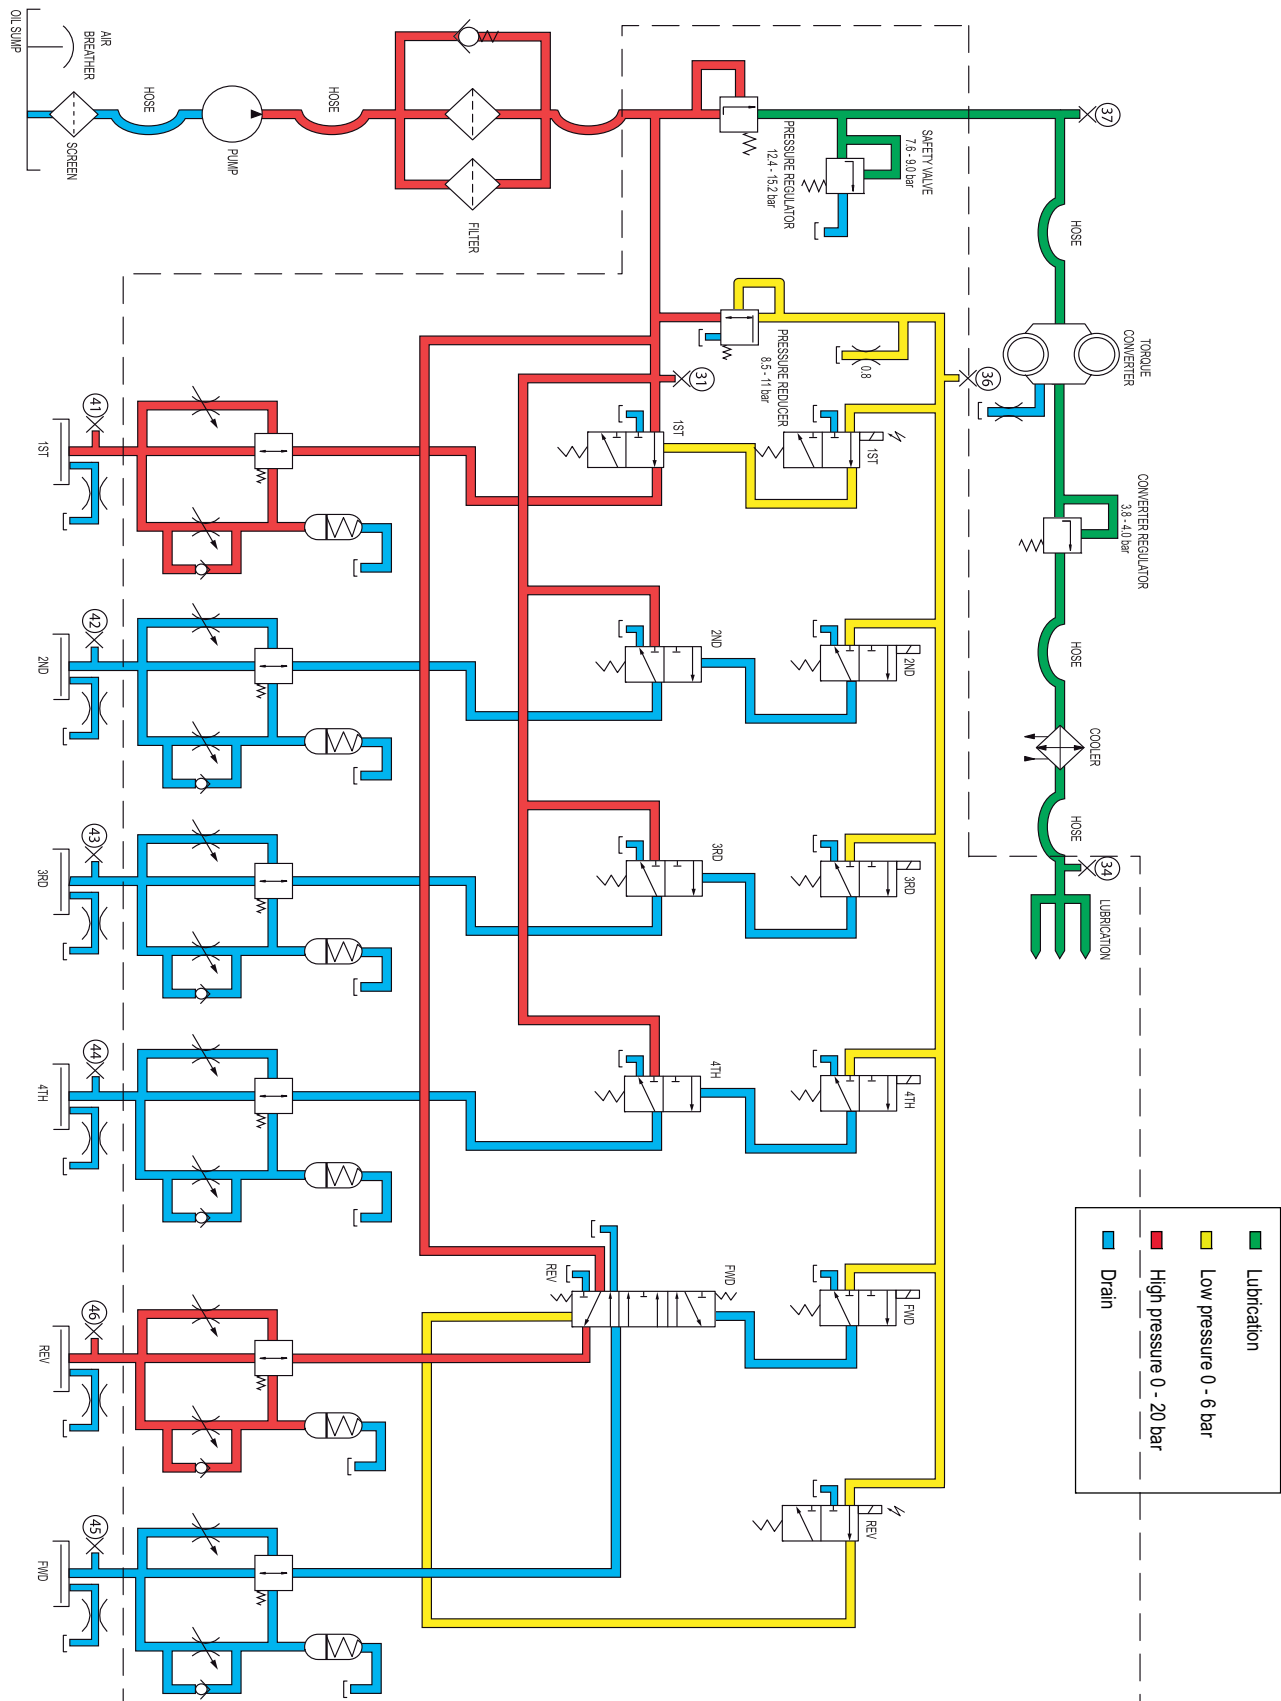 AIR
BREATHER
OIL SUMP
SCREEN
HOSE
PUMP
HOSE
FILTER
PRESSURE REGULATOR
12.4 - 15.2 bar
SAFETY VALVE
7.6 - 9.0 bar
37
HOSE
TORQUE
CONVERTER
CONVERTER REGULATOR
3.8 - 4.0 bar
HOSE
COOLER
HOSE
34
LUBRICATION
PRESSURE REDUCER
8.5 - 11 bar
0.8
36
31
1ST
1ST
2ND
2ND
3RD
3RD
4TH
4TH
FWD
REV
FWD
REV
41
1ST
42
2ND
43
3RD
44
4TH
46
REV
45
FWD
Lubrication
Low pressure 0 - 6 bar
High pressure 0 - 20 bar
Drain